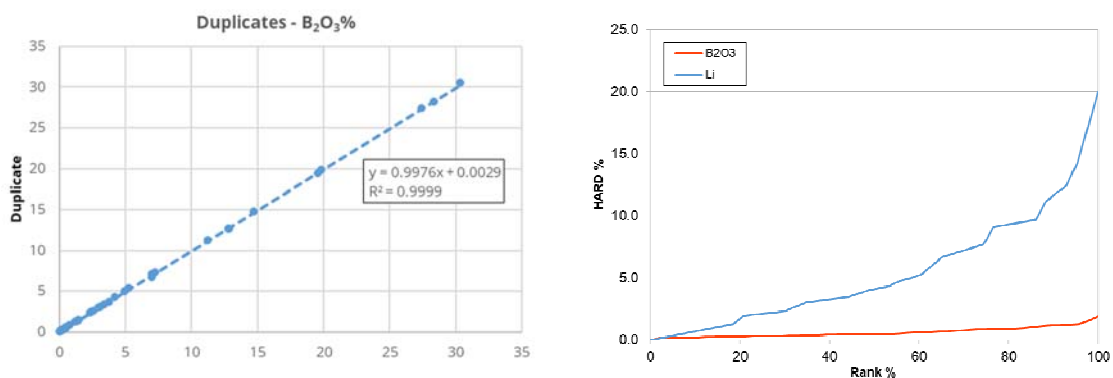 Duplicates - B₂O₃%
35
30
25
20
15
10
5
0
Duplicate
y = 0.9976x + 0.0029
R² = 0.9999
0 5 10 15 20 25 30 35
25.0
20.0
15.0
10.0
5.0
0.0
HARD %
B2O3
Li
0 20 40 60 80 100
Rank %